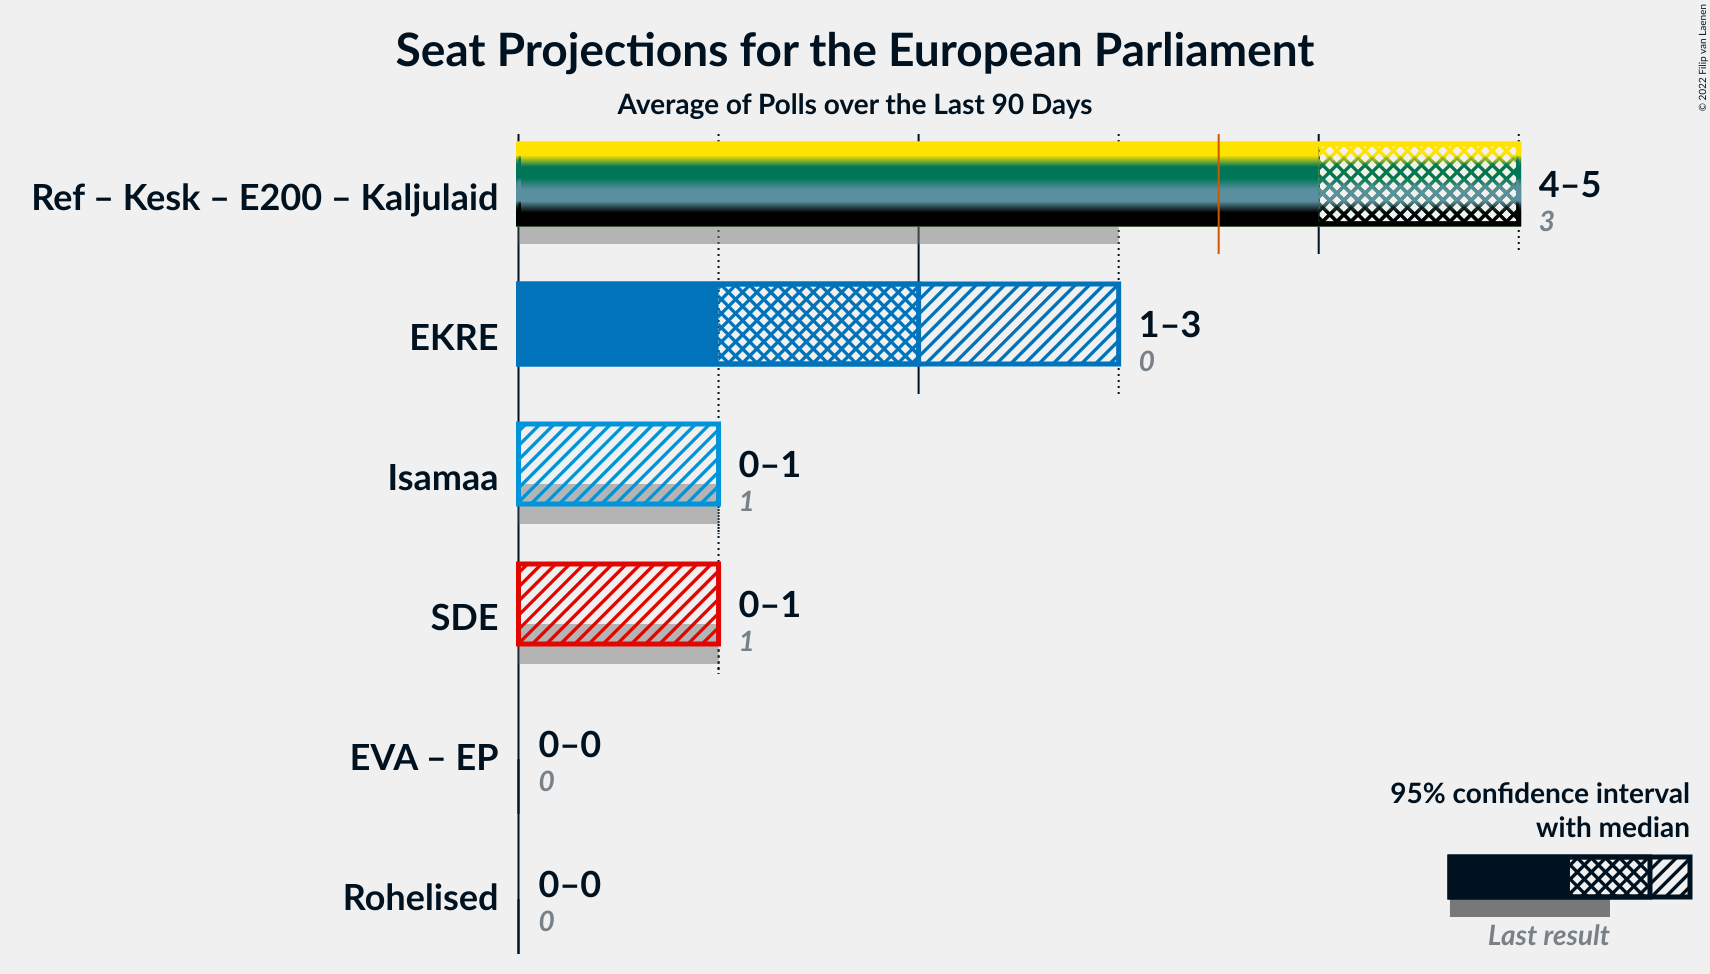 Seat Projections for the European Parliament
Average of Polls over the Last 90 Days
© 2022 Filip van Laenen
Ref – Kesk – E200 – Kaljulaid
4–5
3
EKRE
1–3
0
Isamaa
0–1
1
SDE
0–1
1
EVA – EP
0–0
0
Rohelised
0–0
0
95% confidence interval
with median
Last result